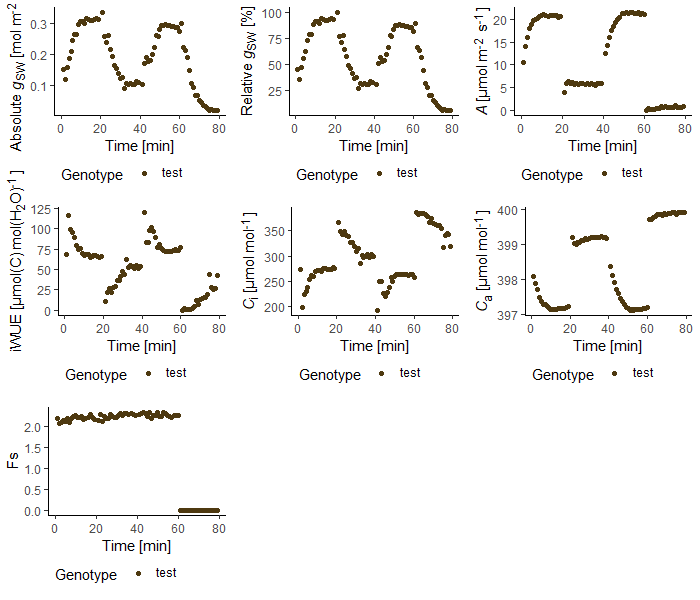 Absolute gSW [mol m-2
0.3
0.2
0.1
0 20 40 60 80
Time [min]
Genotype test
Relative gSW [%]
100
75
50
25
0 20 40 60 80
Time [min]
Genotype test
A [µmol m-2 s-1]
20
15
10
5
0
0 20 40 60 80
Time [min]
Genotype test
iWUE [µmol(C) mol(H2O)-1]
125
100
75
50
25
0
0 20 40 60 80
Time [min]
Genotype test
Ci [µmol mol-1]
350
300
250
200
0 20 40 60 80
Time [min]
Genotype test
Ca [µmol mol-1]
400
399
398
397
0 20 40 60 80
Time [min]
Genotype test
Fs
2.0
1.5
1.0
0.5
0.0
0 20 40 60 80
Time [min]
Genotype test